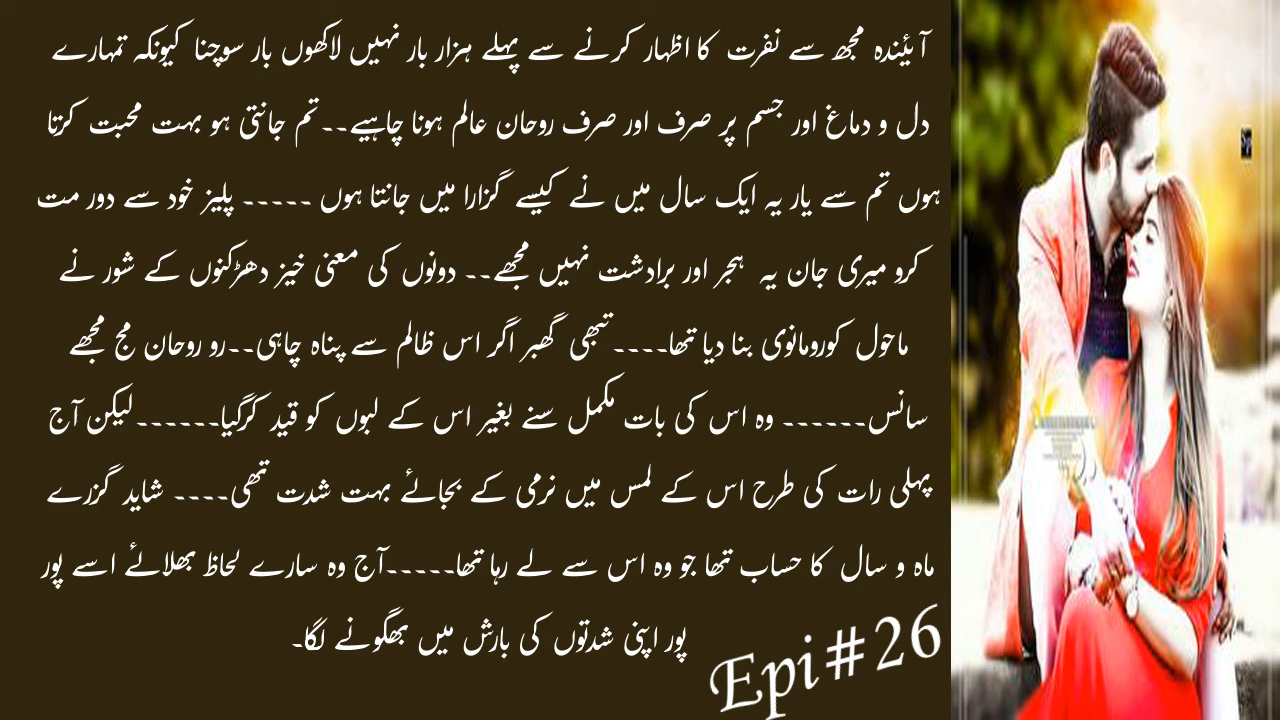 آیئندہ مجھ سے نفرت کا اظہار کرنے سے پہلے ہزار بار نہیں لاکھوں بار سوچنا کیونکہ تمہارے
دل و دماغ اور جسم پر صرف اور صرف روحان عالم ہونا چاہیے۔۔تم جانتی ہو بہت محبت کرتا
ہوں تم سے یار یہ ایک سال میں نے کیسے گزارا میں جانتا ہوں ۔۔۔۔۔ پلیز خود سے دور مت
کرو میری جان یہ ہجر اور برادشت نہیں مجھے۔۔ دونوں کی معنی خیز دھڑکنوں کے شور نے
ماحول کورومانوی بنا دیا تھا۔۔۔۔تبھی گھبر اگر اس ظالم سے پناہ چاہی۔۔رو روحان مج مجھے
سانس۔۔۔۔۔۔ وہ اس کی بات مکمل سنے بغیر اس کے لبوں کو قید کرگیا۔۔۔۔۔۔لیکن آج
پہلی رات کی طرح اس کے لمس میں نرمی کے بجائے بہت شدت تھی۔۔۔۔ شاید گزرے
ماہ و سال کا حساب تھا جو وہ اس سے لے رہا تھا۔۔۔۔۔آج وہ سارے لحاظ بھلائے اسے پور
پور اپنی شدتوں کی بارش میں بھگونے لگا۔
Epi#26